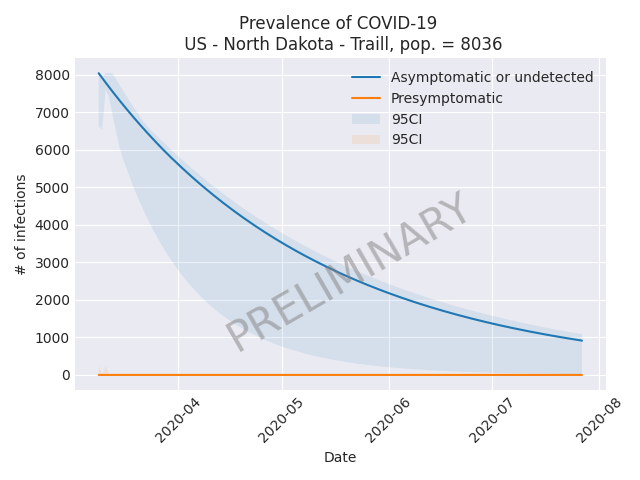 Prevalence of COVID-19
US - North Dakota - Traill, pop. = 8036
Asymptomatic or undetected
Presymptomatic
95CI
95CI
8000
7000
6000
5000
4000
3000
2000
1000
0
# of infections
PRELIMINARY
2020-04
2020-05
2020-06
2020-07
2020-08
Date